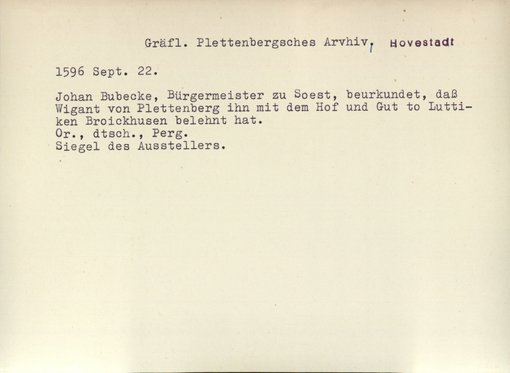 Gräfl. Plettenbergsches Arvhiv, Hovestadt
1596 Sept. 22.
Johan Bubecke, Bürgermeister zu Soest, beurkundet, daß
Wigant von Plettenberg ihn mit dem Hof und Gut to Lutti-
ken Broickhusen belehnt hat.
Or., dtsch., Perg.
Siegel des Ausstellers.